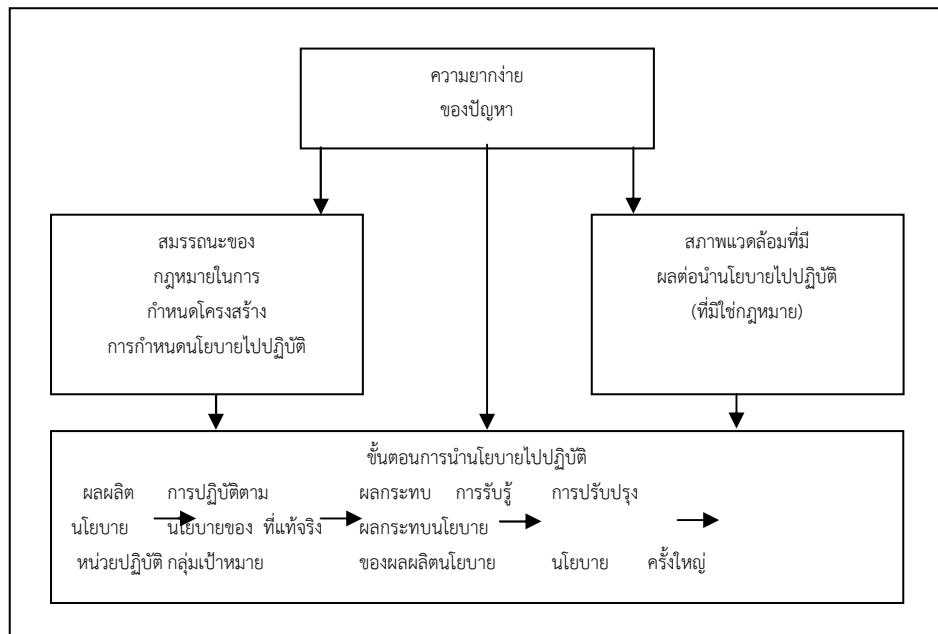 ความยากง่าย
ของปัญหา
สมรรถนะของ
กฎหมายในการ
กำหนดโครงสร้าง
การกำหนดนโยบายไปปฏิบัติ
สภาพแวดล้อมที่มี
ผลต่อนำนโยบายไปปฏิบัติ
(ที่มิใช่กฎหมาย)
ขั้นตอนการนำนโยบายไปปฏิบัติ
ผลผลิต การปฏิบัติตาม ผลกระทบ การรับรู้ การปรับปรุง
นโยบาย นโยบายของ ที่แท้จริง ผลกระทบนโยบาย
หน่วยปฏิบัติ กลุ่มเป้าหมาย ของผลผลิตนโยบาย นโยบาย ครั้งใหญ่